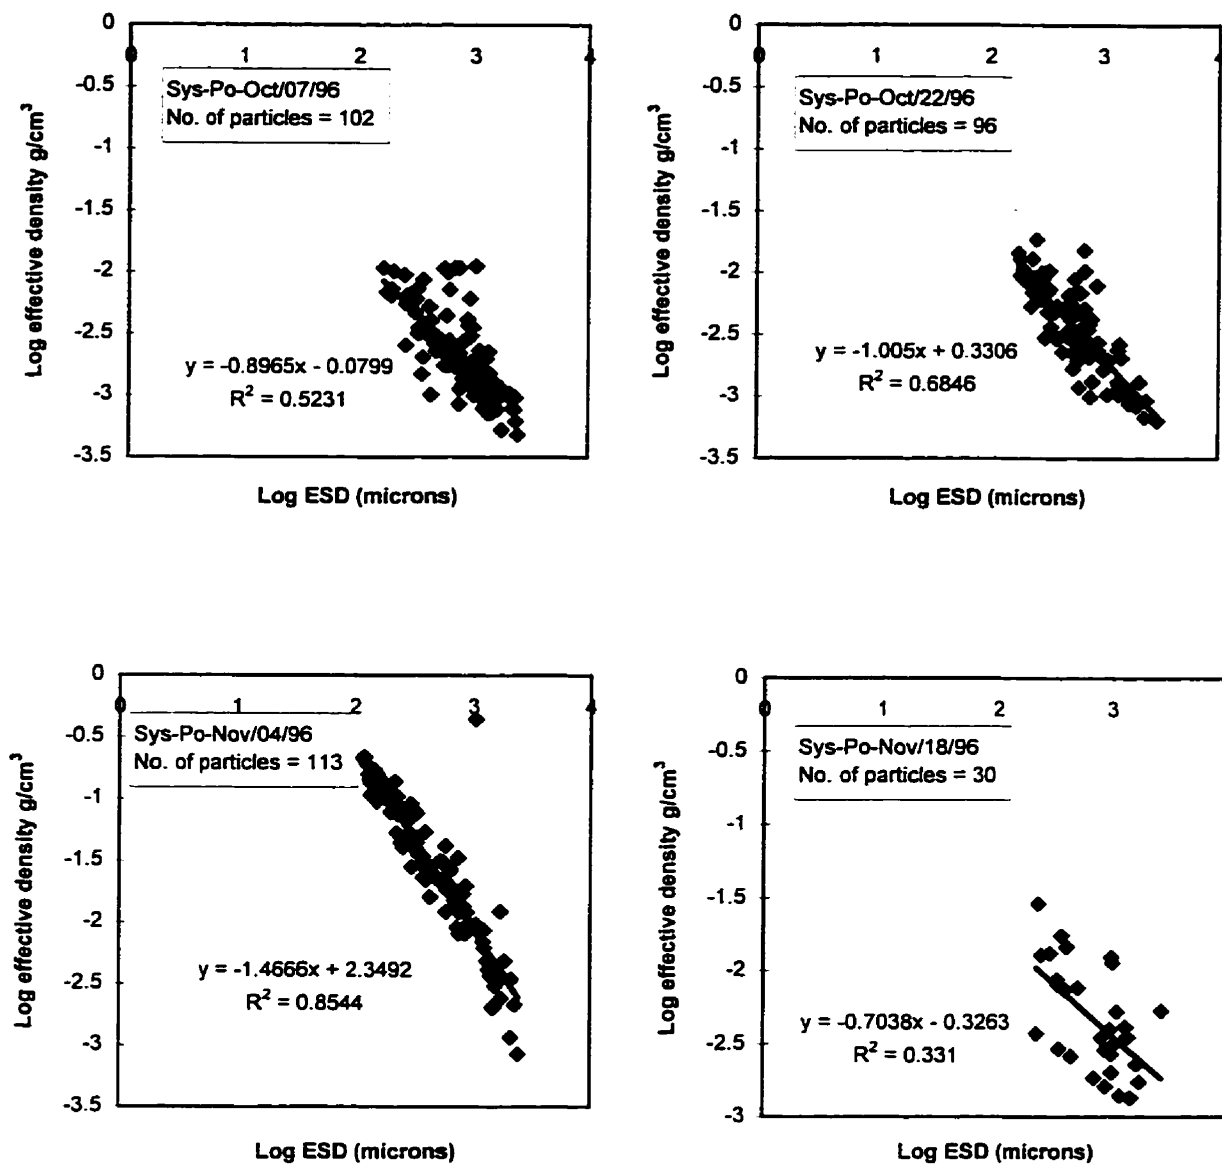 0
0 1 2 3 4
-0.5
Sys-Po-Oct/07/96
No. of particles = 102
-1
-1.5
-2
-2.5
y = -0.8965x - 0.0799
R² = 0.5231
-3
-3.5
Log effective density g/cm³
Log ESD (microns)
0
0 1 2 3 4
-0.5
Sys-Po-Oct/22/96
No. of particles = 96
-1
-1.5
-2
-2.5
y = -1.005x + 0.3306
R² = 0.6846
-3
-3.5
Log effective density g/cm³
Log ESD (microns)
0
0 1 2 3 4
-0.5
Sys-Po-Nov/04/96
No. of particles = 113
-1
-1.5
-2
-2.5
y = -1.4666x + 2.3492
R² = 0.8544
-3
-3.5
Log effective density g/cm³
Log ESD (microns)
0
0 1 2 3
-0.5
Sys-Po-Nov/18/96
No. of particles = 30
-1
-1.5
-2
-2.5
y = -0.7038x - 0.3263
R² = 0.331
-3
Log effective density g/cm³
Log ESD (microns)